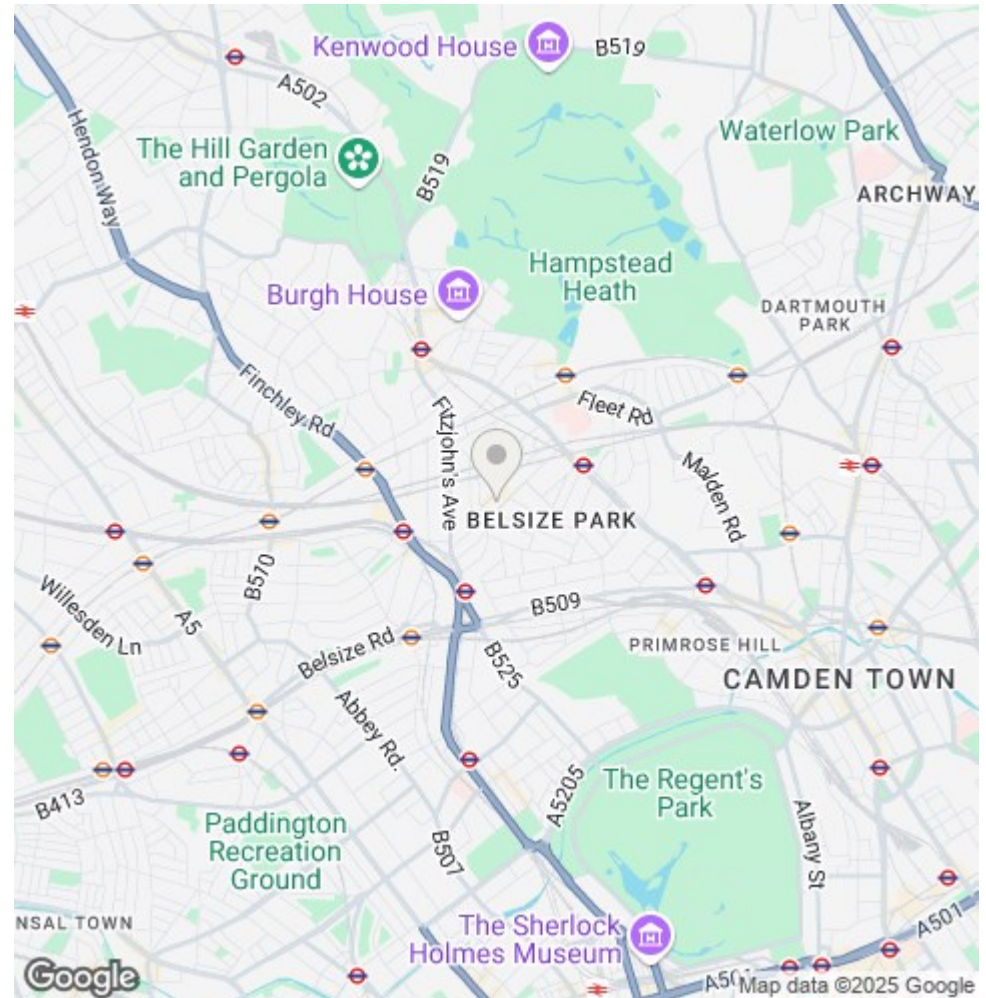 Kenwood House
B519
A502
Hendon Way
The Hill Garden
and Pergola
B519
Waterlow Park
ARCHWAY
Hampstead
Heath
Burgh House
DARTMOUTH
PARK
Finchley Rd
Fitzjohn's Ave
Fleet Rd
Malden Rd
BELSIZE PARK
B510
Willesden Ln
A5
B509
Belsize Rd
B525
PRIMROSE HILL
CAMDEN TOWN
Abbey Rd.
B413
A5205
The Regent's
Park
Albany St
Paddington
Recreation
Ground
B507
NSAL TOWN
The Sherlock
Holmes Museum
A501
A501
Google
Map data ©2025 Google